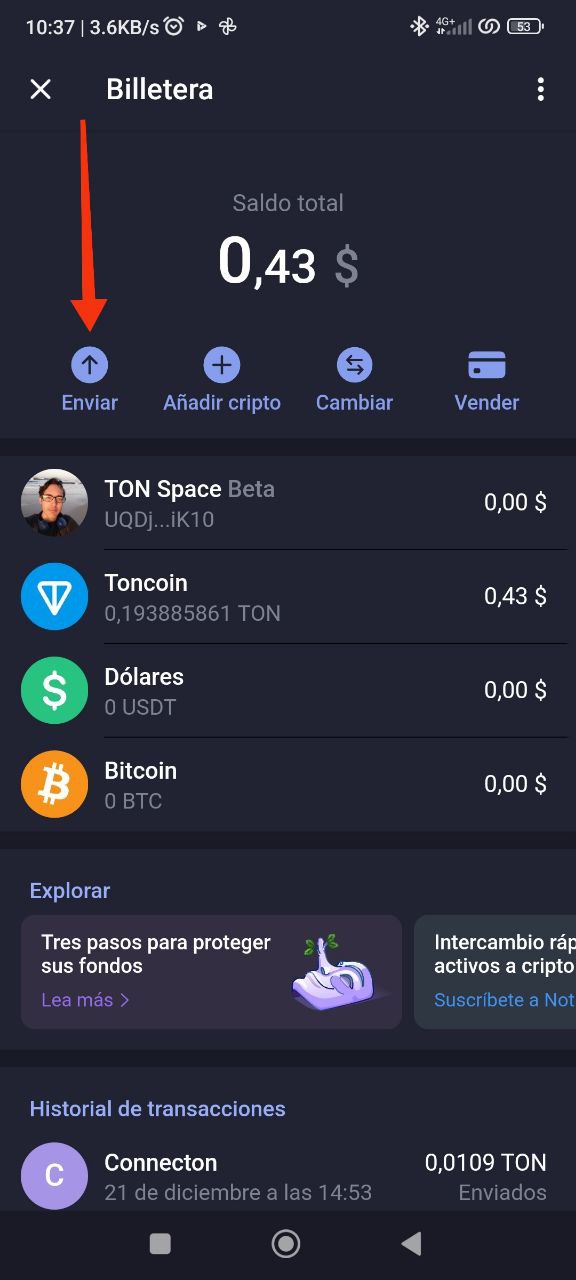 10:37 | 3.6KB/s
4G+
53
Billetera
Saldo total
0,43 $
Enviar
Añadir cripto
Cambiar
Vender
TON Space Beta
0,00 $
UQDj...iK10
Toncoin
0,43 $
0,193885861 TON
Dólares
0,00 $
0 USDT
Bitcoin
0,00 $
0 BTC
Explorar
Tres pasos para proteger
sus fondos
Lea más >
Intercambio ráp
activos a cripto
Suscríbete a Not
Historial de transacciones
C
Connecton
0,0109 TON
21 de diciembre a las 14:53
Enviados